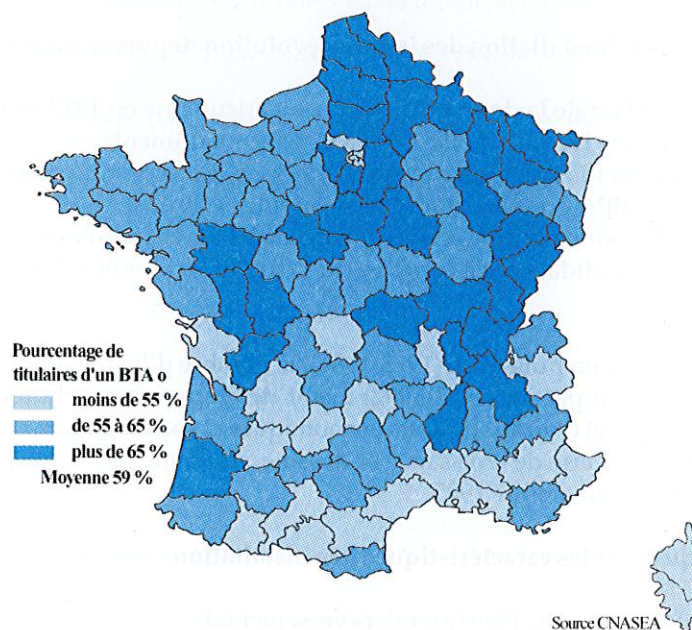 Pourcentage de
titulaires d'un BTA o
moins de 55 %
de 55 à 65 %
plus de 65 %
Moyenne 59 %
Source CNASEA